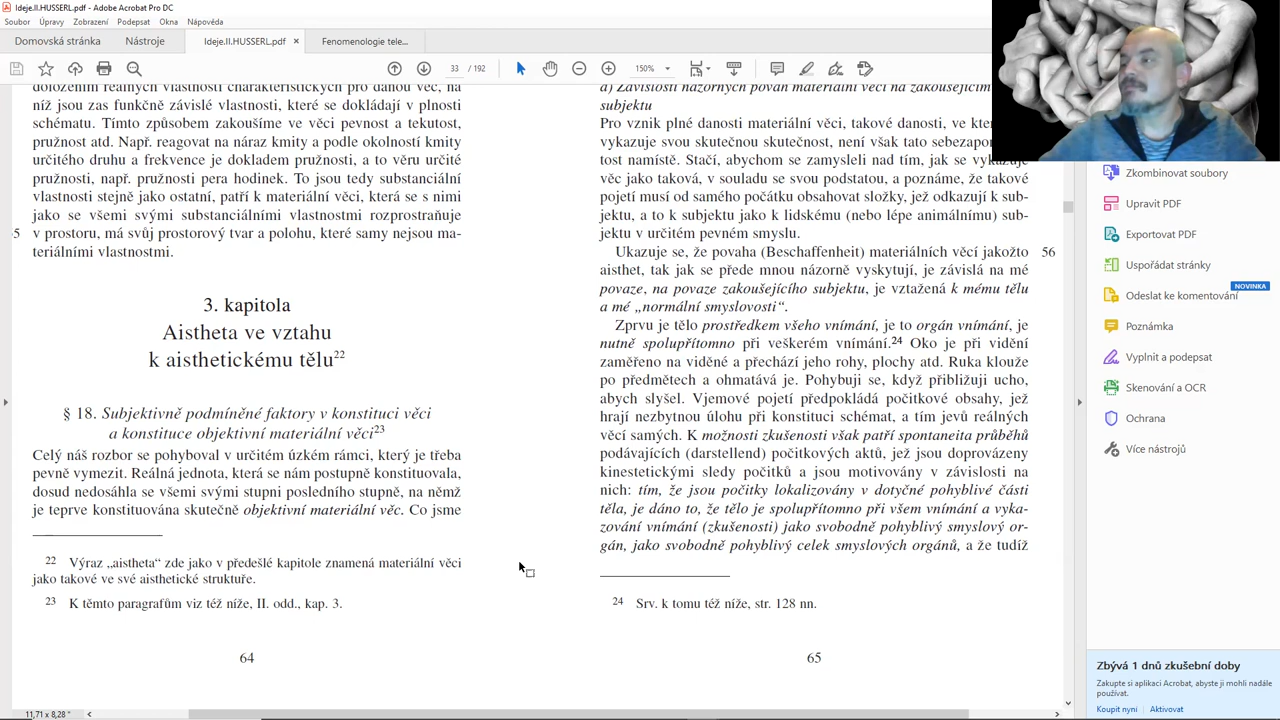 Ideje.II.HUSSERL.pdf - Adobe Acrobat Pro DC
Soubor Úpravy Zobrazení Podepsat Okna Nápověda
Domovská stránka Nástroje Ideje.II.HUSSERL.pdf × Fenomenologie tele...
33 / 192 150%
doložením reálných vlastností charakteristických pro danou věc, na
níž jsou zas funkčně závislé vlastnosti, které se dokládají v plnosti
schématu. Tímto způsobem zakoušíme ve věci pevnost a tekutost,
pružnost atd. Např. reagovat na náraz kmity a podle okolností kmity
určitého druhu a frekvence je dokladem pružnosti, a to věru určité
pružnosti, např. pružnosti pera hodinek. To jsou tedy substanciální
vlastnosti stejně jako ostatní, patří k materiální věci, která se s nimi
jako se všemi svými substanciálními vlastnostmi rozprostraňuje
5 v prostoru, má svůj prostorový tvar a polohu, které samy nejsou ma-
teriálními vlastnostmi.
3. kapitola
Aistheta ve vztahu
k aisthetickému tělu22
§ 18. Subjektivně podmíněné faktory v konstituci věci
a konstituce objektivní materiální věci23
Celý náš rozbor se pohyboval v určitém úzkém rámci, který je třeba
pevně vymezit. Reálná jednota, která se nám postupně konstituovala,
dosud nedosáhla se všemi svými stupni posledního stupně, na němž
je teprve konstituována skutečně objektivní materiální věc. Co jsme
22 Výraz „aistheta“ zde jako v předešlé kapitole znamená materiální věci
jako takové ve své aisthetické struktuře.
23 K těmto paragrafům viz též níže, II. odd., kap. 3.
64
a) Závislosti názorných povah materiální věci na zakoušejícím
subjektu
Pro vznik plné danosti materiální věci, takové danosti, ve
vykazuje svou skutečnou skutečnost, není však tato
tost namístě. Stačí, abychom se zamysleli nad tím, jak se vykazuje
věc jako taková, v souladu se svou podstatou, a poznáme, že takové
pojetí musí od samého počátku obsahovat složky, jež odkazují k sub-
jektu, a to k subjektu jako k lidskému (nebo lépe animálnímu) sub-
jektu v určitém pevném smyslu.
Ukazuje se, že povaha (Beschaffenheit) materiálních věcí jakožto 56
aisthet, tak jak se přede mnou názorně vyskytují, je závislá na mé
povaze, na povaze zakoušejícího subjektu, je vztažená k mému tělu
a mé „normální smyslovosti“.
Zprvu je tělo prostředkem všeho vnímání, je to orgán vnímání, je
nutně spolupřítomno při veškerém vnímání.24 Oko je při vidění
zaměřeno na viděné a přechází jeho rohy, plochy atd. Ruka klouže
po předmětech a ohmatává je. Pohybuji se, když přibližuji ucho,
abych slyšel. Vjemové pojetí předpokládá počitkové obsahy, jež
hrají nezbytnou úlohu při konstituci schémat, a tím jevů reálných
věcí samých. K možnosti zkušenosti však patří spontaneita průběhů
podávajících (darstellend) počitkových aktů, jež jsou doprovázeny
kinestetickými sledy počitků a jsou motivovány v závislosti na
nich: tím, že jsou počitky lokalizovány v dotyčné pohyblivé části
těla, je dáno to, že tělo je spolupřítomno při všem vnímání a vyka-
zování vnímání (zkušenosti) jako svobodně pohyblivý smyslový or-
gán, jako svobodně pohyblivý celek smyslových orgánů, a že tudíž
24 Srv. k tomu též níže, str. 128 nn.
65
Zkombinovat soubory
Upravit PDF
Exportovat PDF
Uspořádat stránky
NOVINKA
Odeslat ke komentování
Poznámka
Vyplnit a podepsat
Skenování a OCR
Ochrana
Více nástrojů
Zbývá 1 dnů zkušební doby
Zakupte si aplikaci Acrobat, abyste ji mohli nadále
používat.
Koupit nyní Aktivovat
11,71 x 8,28 "